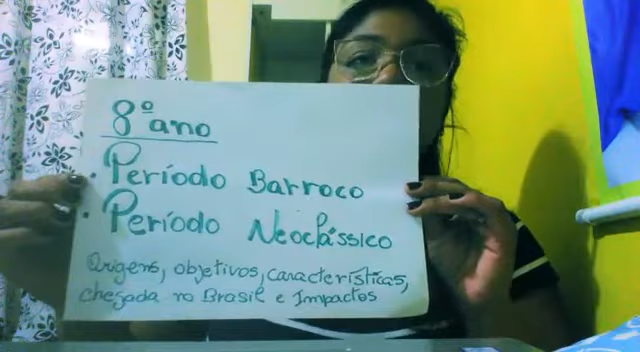 8º ano
• Período Barroco
• Período Neoclássico
Origens, objetivos, características,
chegada no Brasil e Impactos